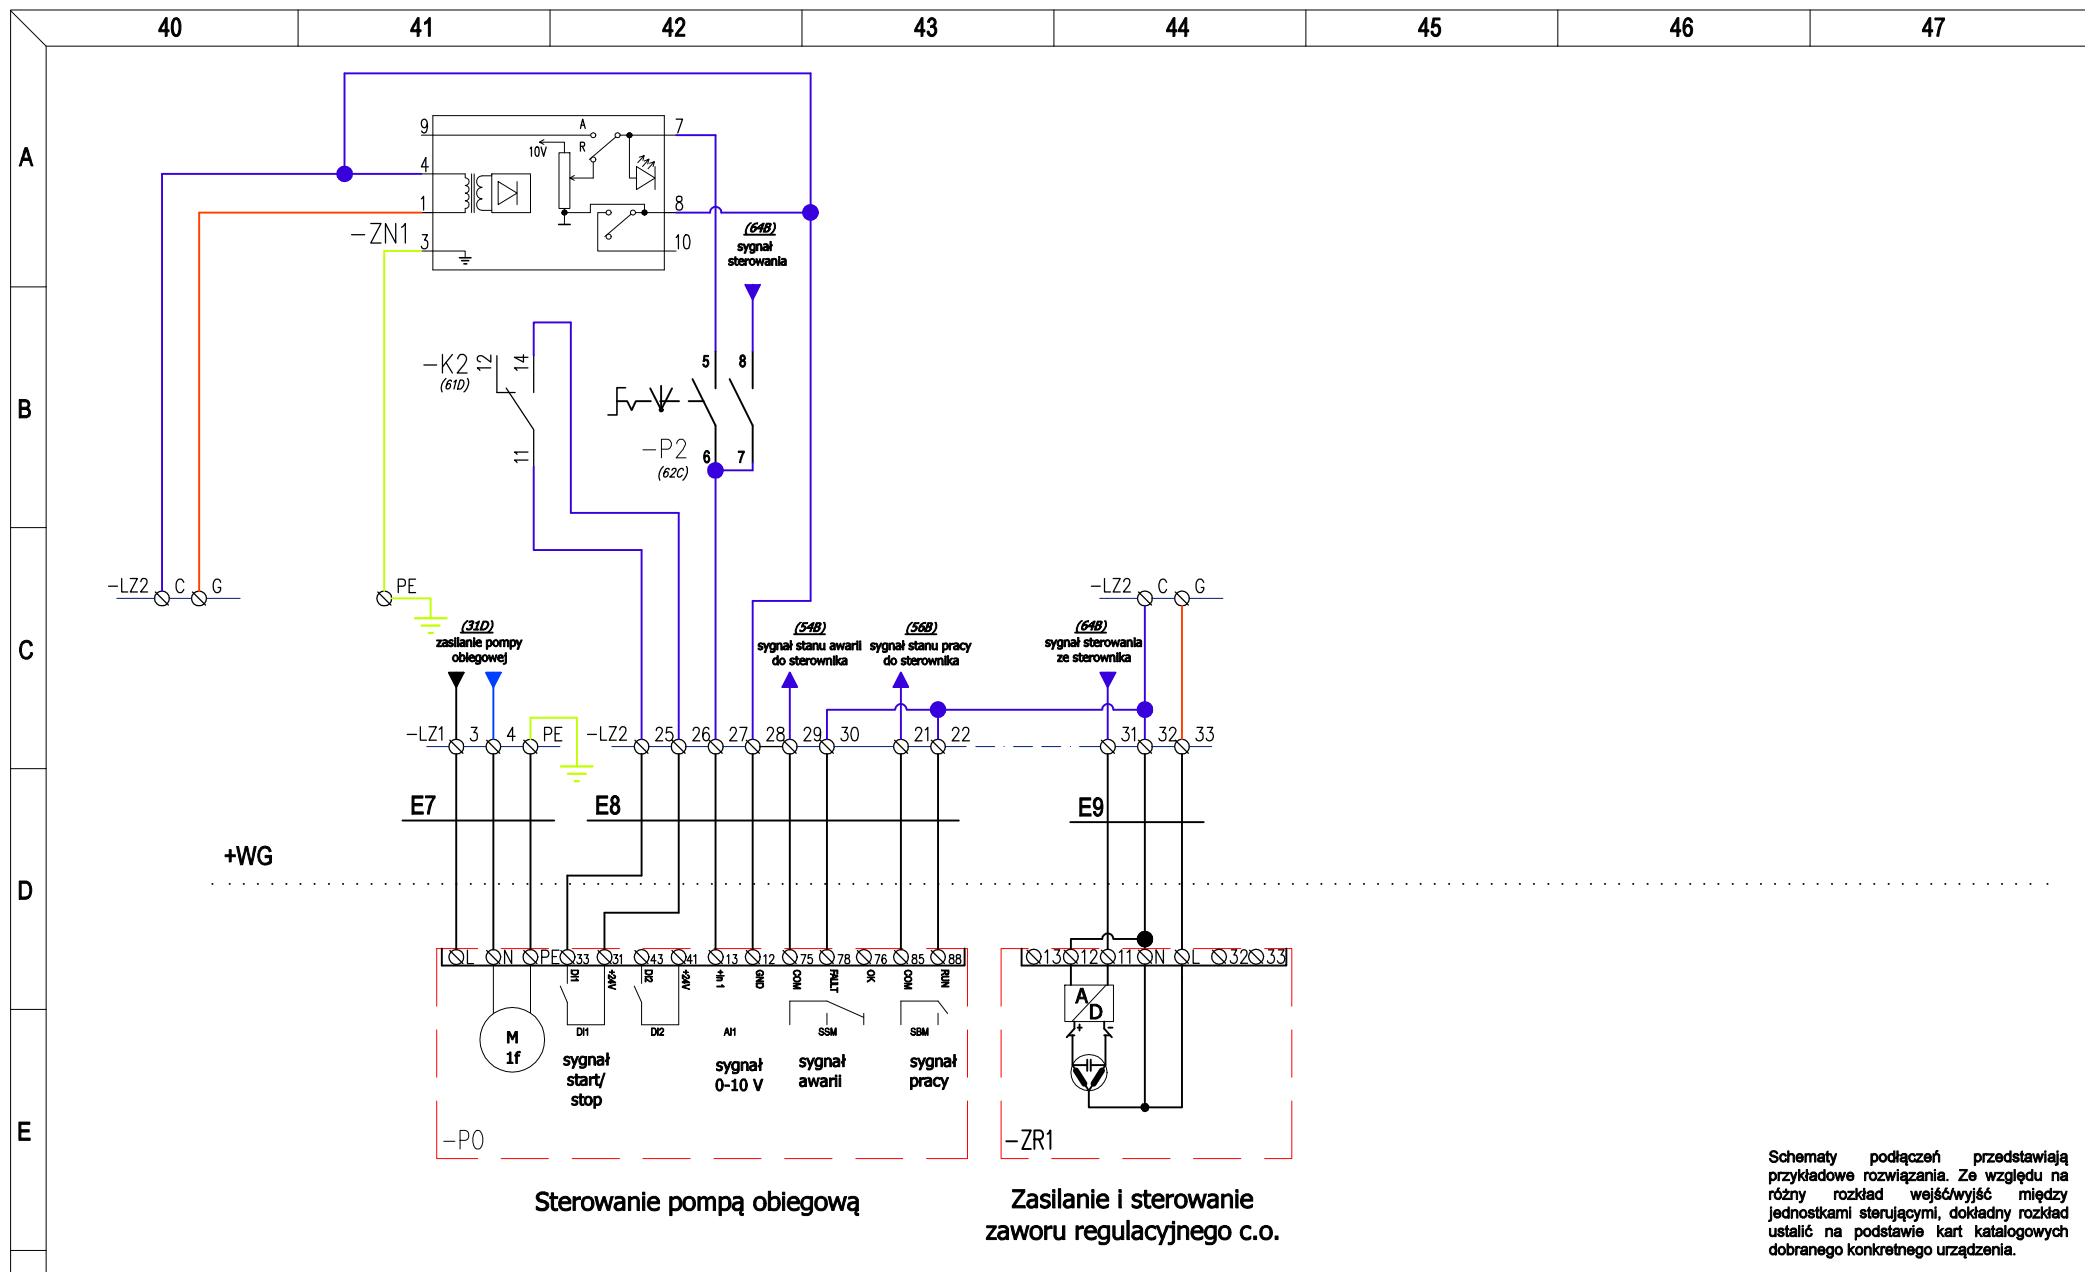 40 41 42 43 44 45 46 47
A
B
C
D
E
9
4
1
3
7
8
10
A
R
10V
-ZN1
(64B)
sygnał
sterowania
-K2
(61D)
12
14
11
5 8
-P2
(62C)
6 7
-LZ2 C G
PE
(31D)
zasilanie pompy
obiegowej
(54B)
sygnał stanu awarii
do sterownika
(56B)
sygnał stanu pracy
do sterownika
(64B)
sygnał sterowania
ze sterownika
-LZ2 C G
-LZ1 3 4 PE
-LZ2 25 26 27 28 29 30 21 22 31 32 33
E7
E8
E9
+WG
L N PE 33 31 43 41 13 12 75 78 76 85 88
DI1 +24V DI2 +24V +In 1 GND COM FAULT OK COM RUN
13 12 11 N L 32 33
A
D
+ -
M
1f
DI1 DI2 AI1 SSM SBM
sygnał
start/
stop
sygnał
0-10 V
sygnał
awarii
sygnał
pracy
-PO
-ZR1
Sterowanie pompą obiegową
Zasilanie i sterowanie
zaworu regulacyjnego c.o.
Schematy podłączeń przedstawiają
przykładowe rozwiązania. Ze względu na
różny rozkład wejść/wyjść między
jednostkami sterującymi, dokładny rozkład
ustalić na podstawie kart katalogowych
dobranego konkretnego urządzenia.